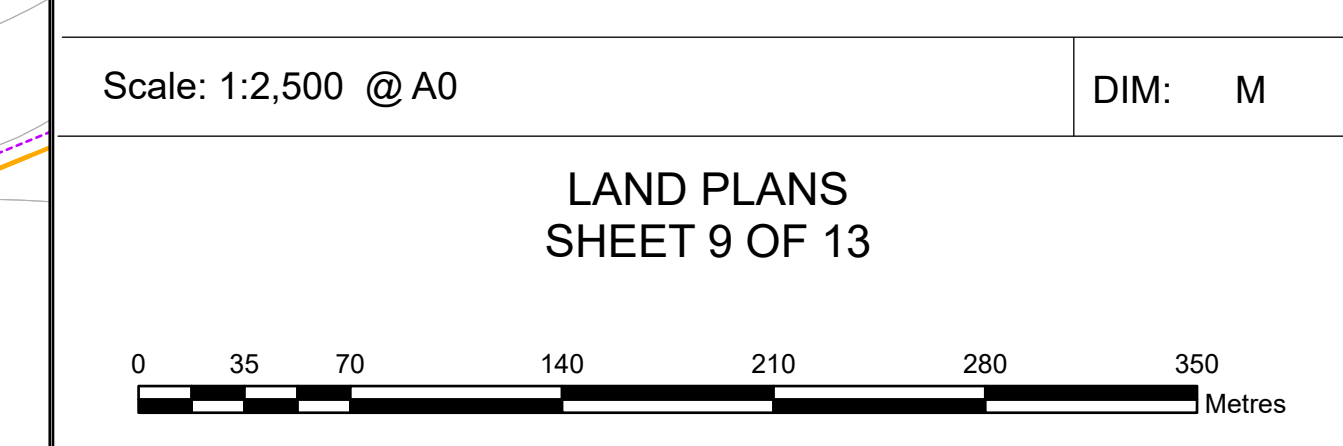 Scale: 1:2,500 @ A0
DIM: M
LAND PLANS
SHEET 9 OF 13
0 35 70 140 210 280 350
Metres